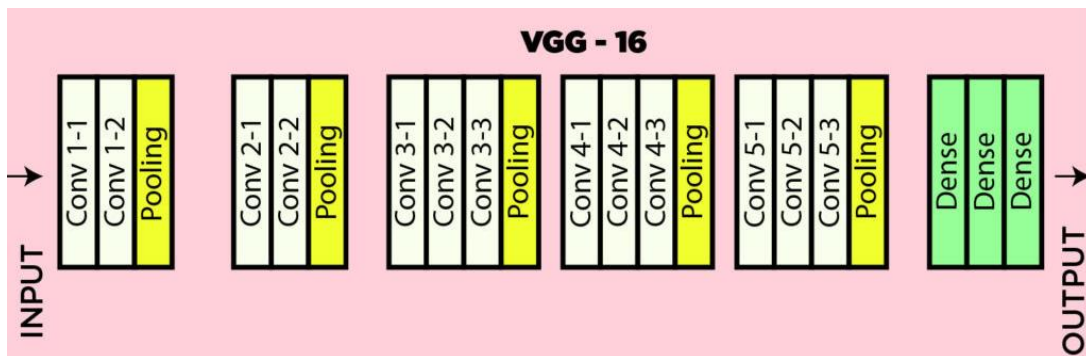 VGG - 16
INPUT
Conv 1-1
Conv 1-2
Pooling
Conv 2-1
Conv 2-2
Pooling
Conv 3-1
Conv 3-2
Conv 3-3
Pooling
Conv 4-1
Conv 4-2
Conv 4-3
Pooling
Conv 5-1
Conv 5-2
Conv 5-3
Pooling
Dense
Dense
Dense
OUTPUT